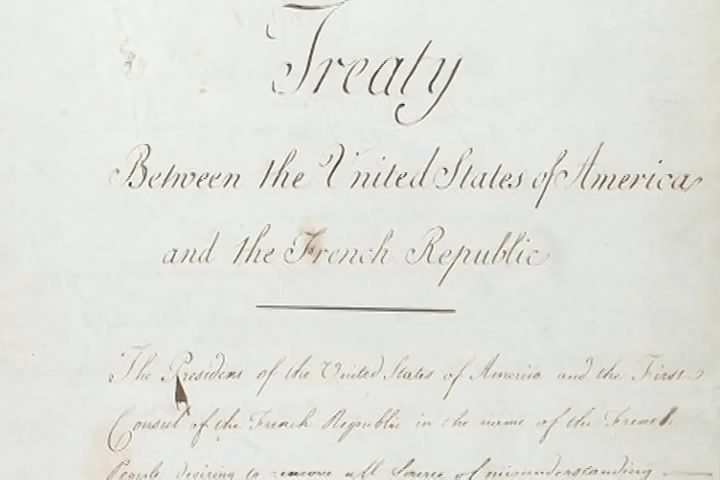 Treaty
Between the United States of America
and the French Republic
The President of the United States of America and the First
Consul of the French Republic in the name of the French
People desiring to remove all Source of misunderstanding